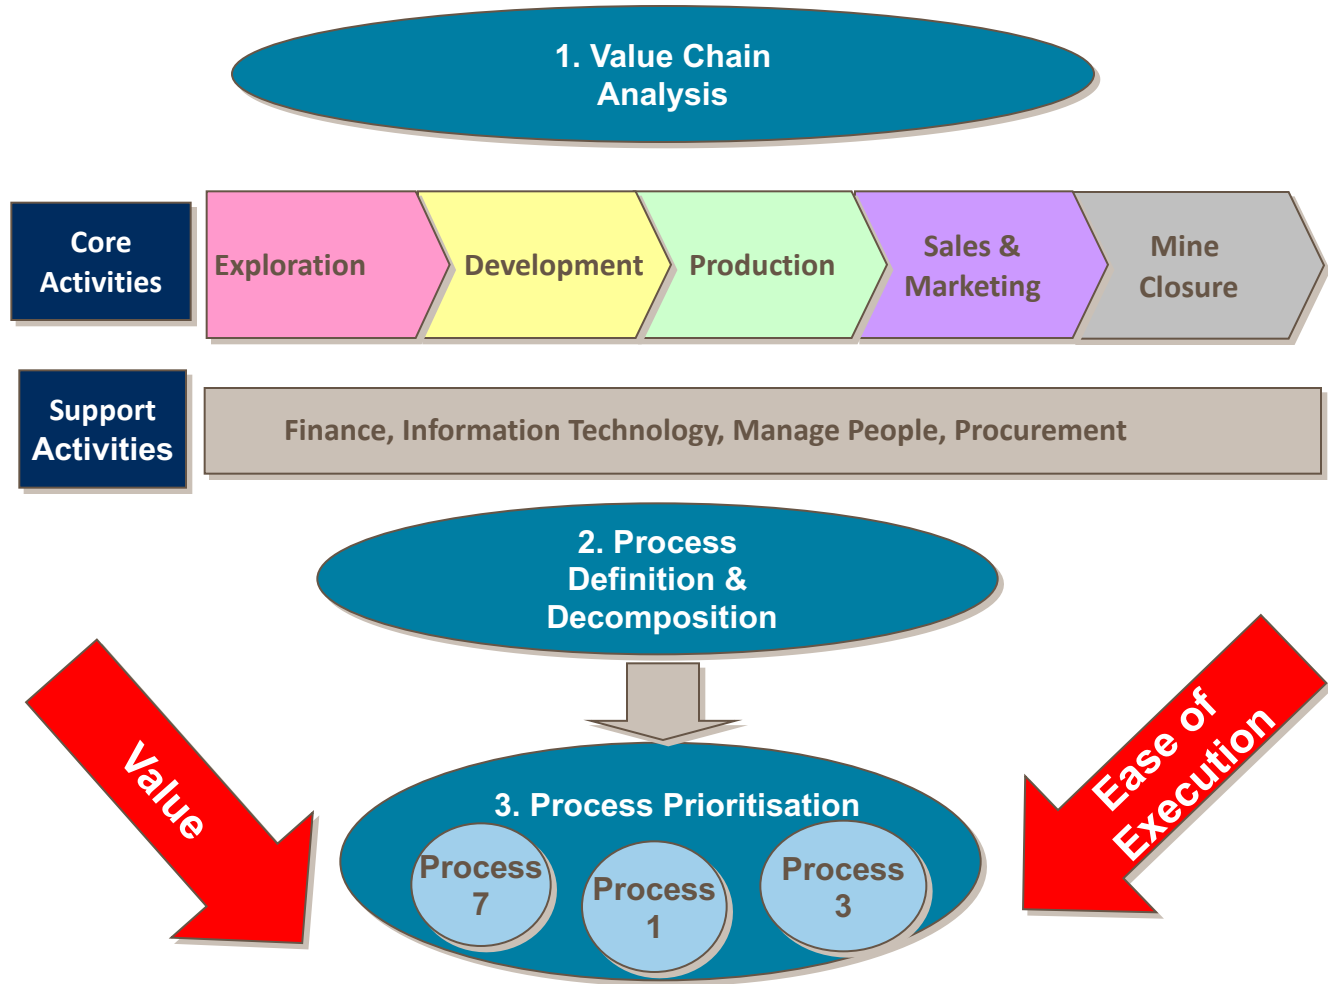 1. Value Chain
Analysis
Core
Activities
Exploration
Development
Production
Sales &
Marketing
Mine
Closure
Support
Activities
Finance, Information Technology, Manage People, Procurement
2. Process
Definition &
Decomposition
Value
Ease of
Execution
3. Process Prioritisation
Process
7
Process
1
Process
3